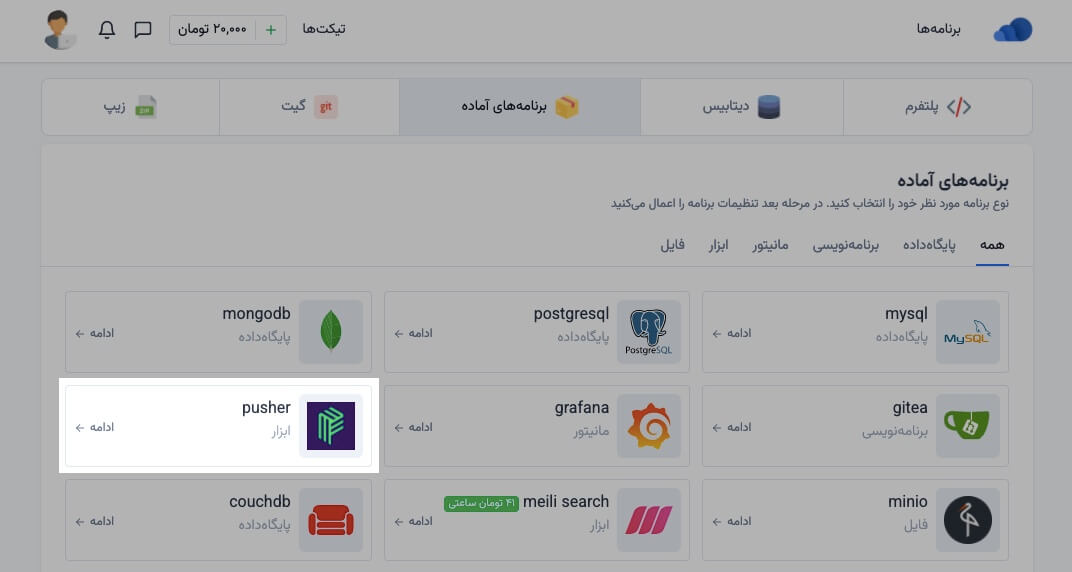 برنامه‌ها
تیکت‌ها
+ ۲۰,۰۰۰ تومان
پلتفرم
دیتابیس
برنامه‌های آماده
git گیت
ZIP زیپ
برنامه‌های آماده
نوع برنامه مورد نظر خود را انتخاب کنید. در مرحله بعد تنظیمات برنامه را اعمال می‌کنید
همه پایگاه‌داده برنامه‌نویسی مانیتور ابزار فایل
mysql
پایگاه‌داده
ادامه ←
MySQL
postgresql
پایگاه‌داده
ادامه ←
PostgreSQL
mongodb
پایگاه‌داده
ادامه ←
gitea
برنامه‌نویسی
ادامه ←
grafana
مانیتور
ادامه ←
pusher
ابزار
ادامه ←
minio
فایل
ادامه ←
meili search
۴۱ تومان ساعتی
ابزار
ادامه ←
couchdb
پایگاه‌داده
ادامه ←